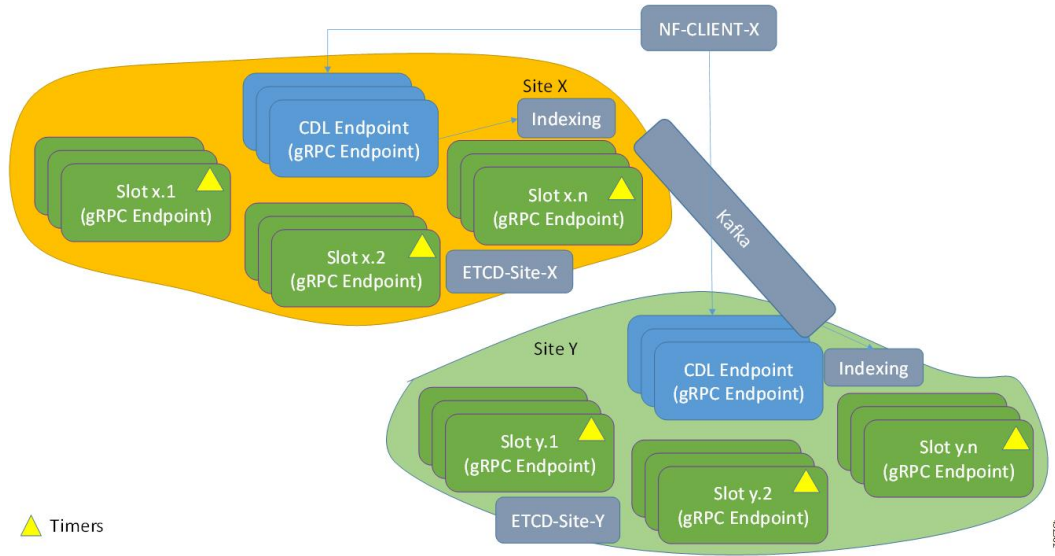 NF-CLIENT-X
Site X
CDL Endpoint
(gRPC Endpoint)
Indexing
Slot x.1
(gRPC Endpoint)
Slot x.n
(gRPC Endpoint)
Slot x.2
(gRPC Endpoint)
ETCD-Site-X
Kafka
Site Y
CDL Endpoint
(gRPC Endpoint)
Indexing
Slot y.1
(gRPC Endpoint)
Slot y.2
(gRPC Endpoint)
Slot y.n
(gRPC Endpoint)
ETCD-Site-Y
Timers